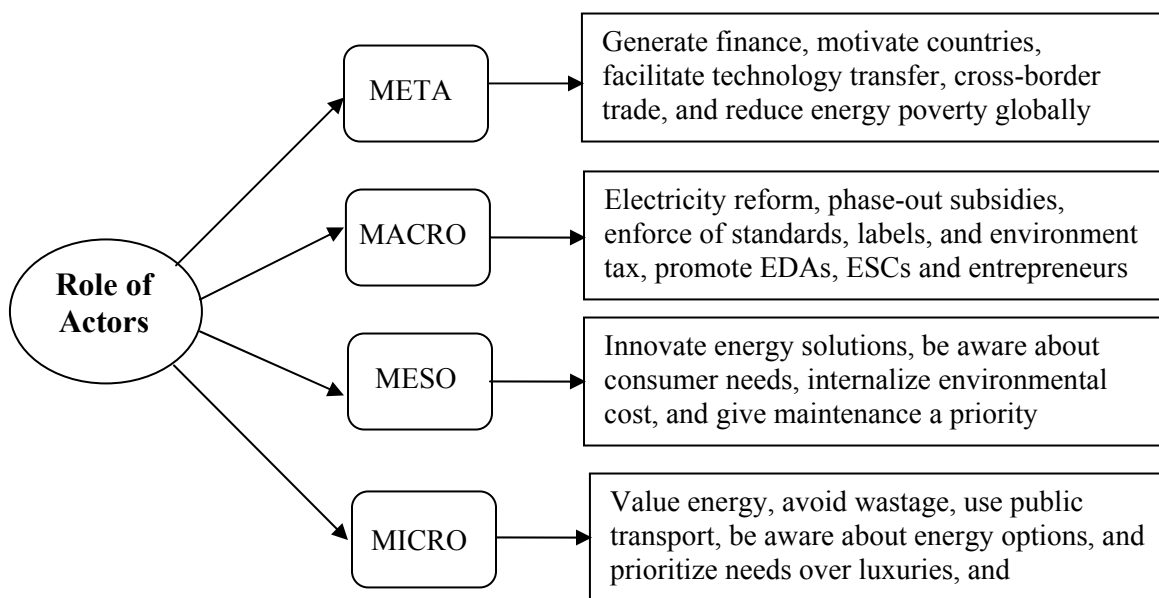 Role of
Actors
META
Generate finance, motivate countries,
facilitate technology transfer, cross-border
trade, and reduce energy poverty globally
MACRO
Electricity reform, phase-out subsidies,
enforce of standards, labels, and environment
tax, promote EDAs, ESCs and entrepreneurs
MESO
Innovate energy solutions, be aware about
consumer needs, internalize environmental
cost, and give maintenance a priority
MICRO
Value energy, avoid wastage, use public
transport, be aware about energy options, and
prioritize needs over luxuries, and